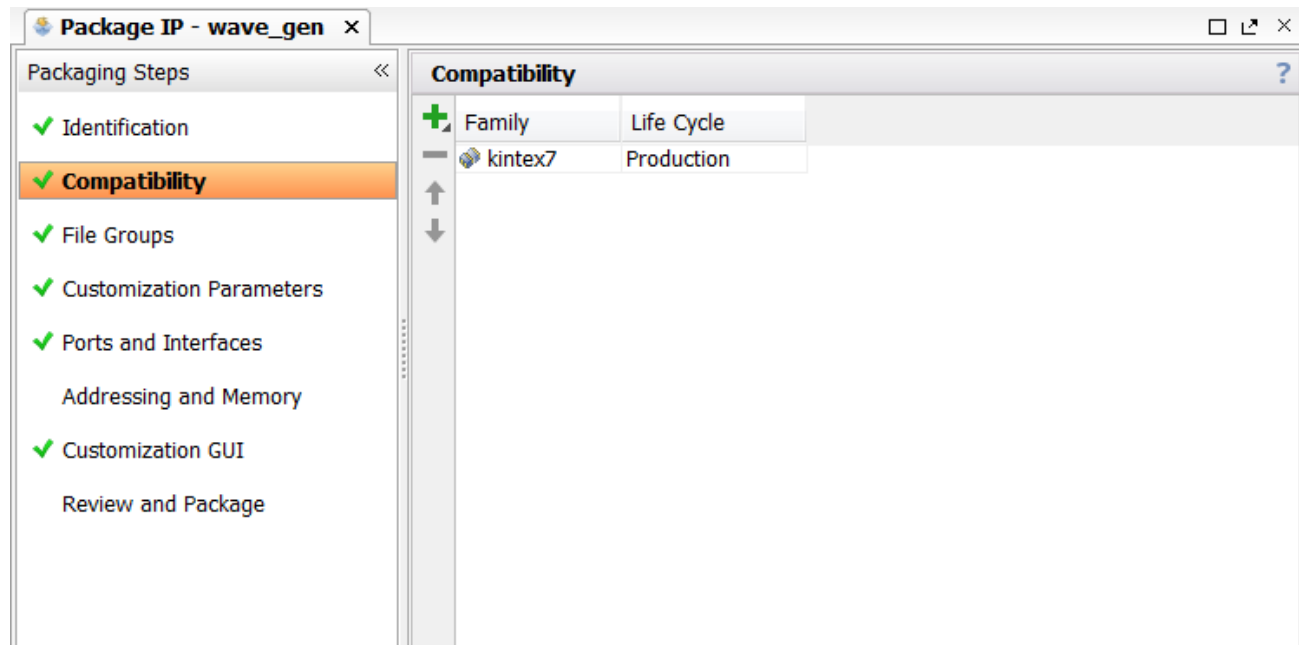 Package IP - wave_gen ×
Packaging Steps «
Identification
Compatibility
File Groups
Customization Parameters
Ports and Interfaces
Addressing and Memory
Customization GUI
Review and Package
Compatibility ?
Family Life Cycle
kintex7 Production